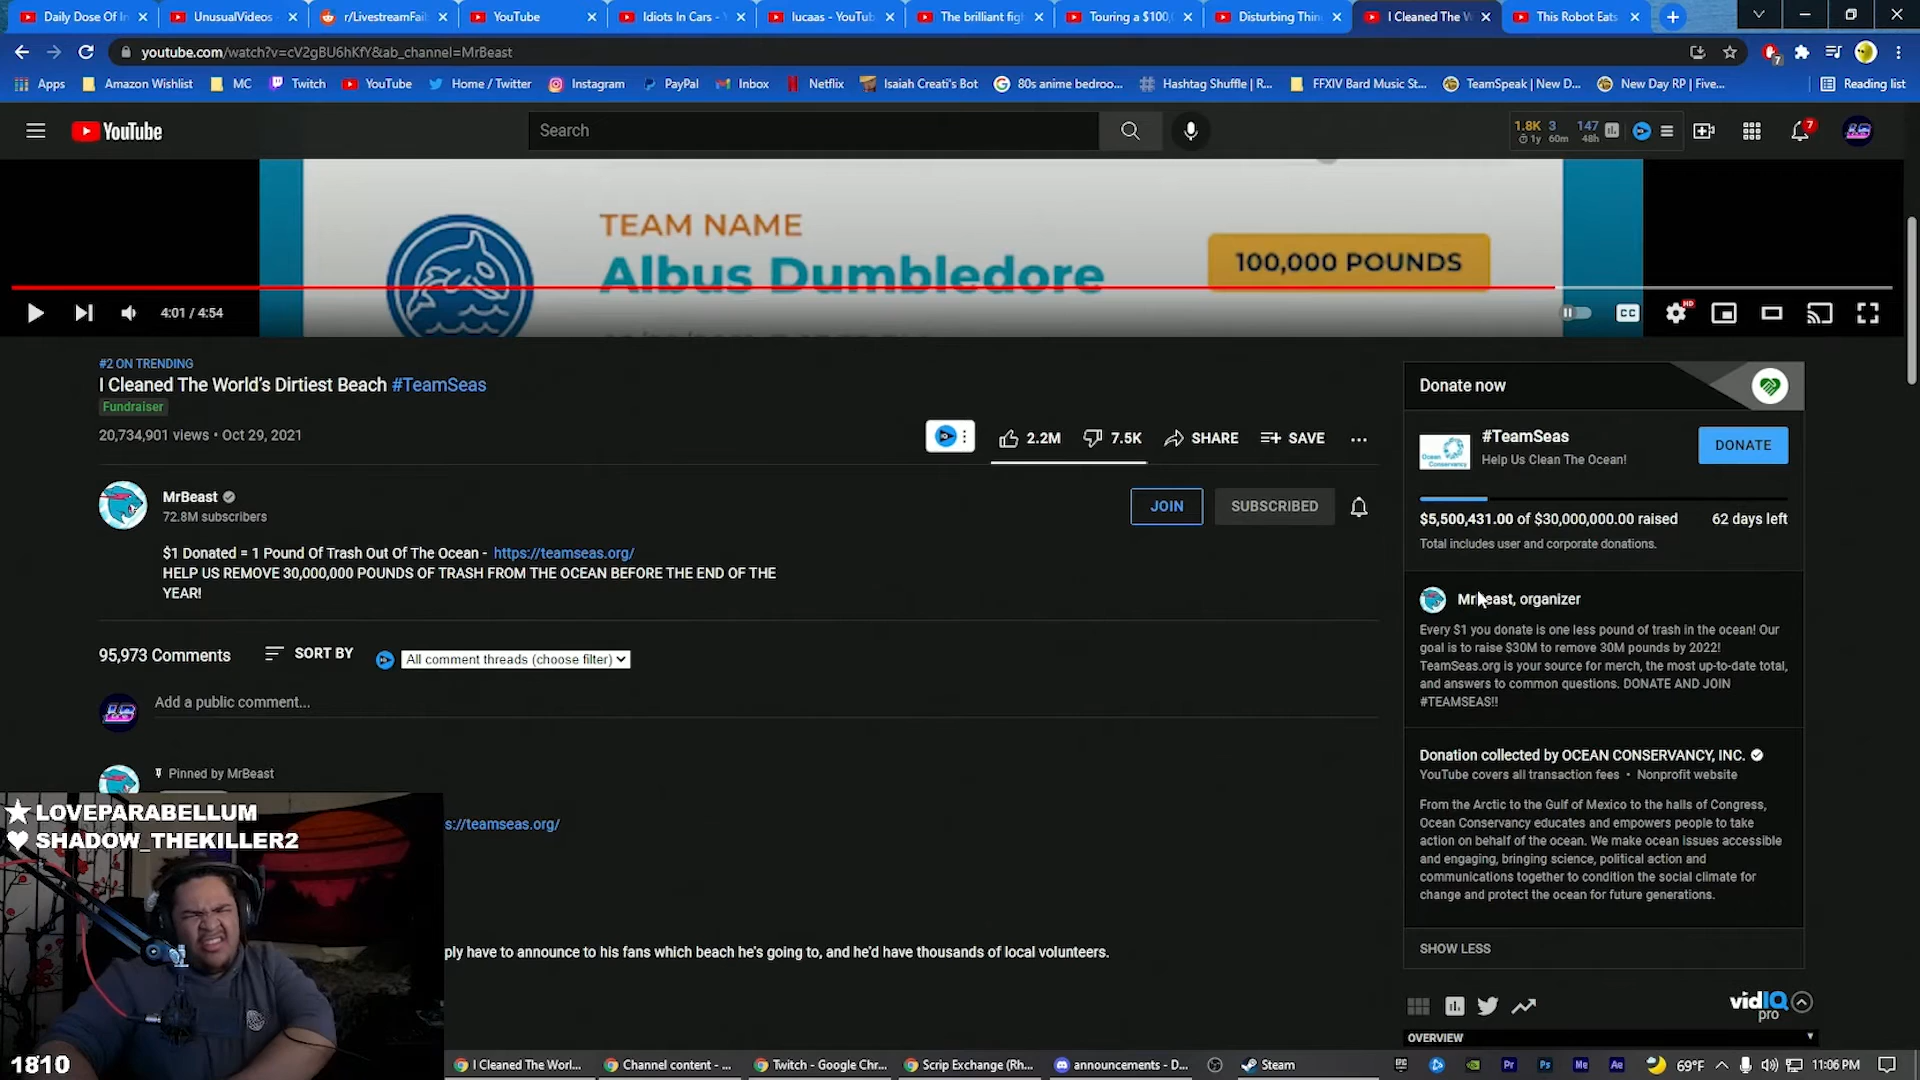 Daily Dose Of In
UnusualVideos -
r/LivestreamFail
YouTube
Idiots In Cars -
lucaas - YouTub
The brilliant fig
Touring a $100,
Disturbing Thin
I Cleaned The W
This Robot Eats
youtube.com/watch?v=cV2gBU6hKfY&ab_channel=MrBeast
7
Apps
Amazon Wishlist
MC
Twitch
YouTube
Home / Twitter
Instagram
PayPal
Inbox
Netflix
Isaiah Creati's Bot
80s anime bedroo...
Hashtag Shuffle | R...
FFXIV Bard Music St...
TeamSpeak | New D...
New Day RP | Five...
Reading list
YouTube
Search
1.8K 3 147
1y 60m 48h
7
TEAM NAME
Albus Dumbledore
100,000 POUNDS
4:01 / 4:54
CC
HD
#2 ON TRENDING
I Cleaned The World's Dirtiest Beach #TeamSeas
Fundraiser
20,734,901 views • Oct 29, 2021
2.2M
7.5K
SHARE
SAVE
MrBeast
72.8M subscribers
JOIN
SUBSCRIBED
$1 Donated = 1 Pound Of Trash Out Of The Ocean - https://teamseas.org/
HELP US REMOVE 30,000,000 POUNDS OF TRASH FROM THE OCEAN BEFORE THE END OF THE
YEAR!
95,973 Comments
SORT BY
All comment threads (choose filter)
Add a public comment...
Pinned by MrBeast
s://teamseas.org/
ply have to announce to his fans which beach he's going to, and he'd have thousands of local volunteers.
Donate now
#TeamSeas
Help Us Clean The Ocean!
Ocean
Conservancy
DONATE
$5,500,431.00 of $30,000,000.00 raised
62 days left
Total includes user and corporate donations.
MrBeast, organizer
Every $1 you donate is one less pound of trash in the ocean! Our
goal is to raise $30M to remove 30M pounds by 2022!
TeamSeas.org is your source for merch, the most up-to-date total,
and answers to common questions. DONATE AND JOIN
#TEAMSEAS!!
Donation collected by OCEAN CONSERVANCY, INC.
YouTube covers all transaction fees • Nonprofit website
From the Arctic to the Gulf of Mexico to the halls of Congress,
Ocean Conservancy educates and empowers people to take
action on behalf of the ocean. We make ocean issues accessible
and engaging, bringing science, political action and
communications together to condition the social climate for
change and protect the ocean for future generations.
SHOW LESS
vidIQ
pro
OVERVIEW
LOVEPARABELLUM
SHADOW_THEKILLER2
1810
I Cleaned The Worl...
Channel content - ...
Twitch - Google Chr...
Scrip Exchange (Rh...
announcements - D...
Steam
EPIC
Pr
Ps
Me
Ae
69°F
11:06 PM